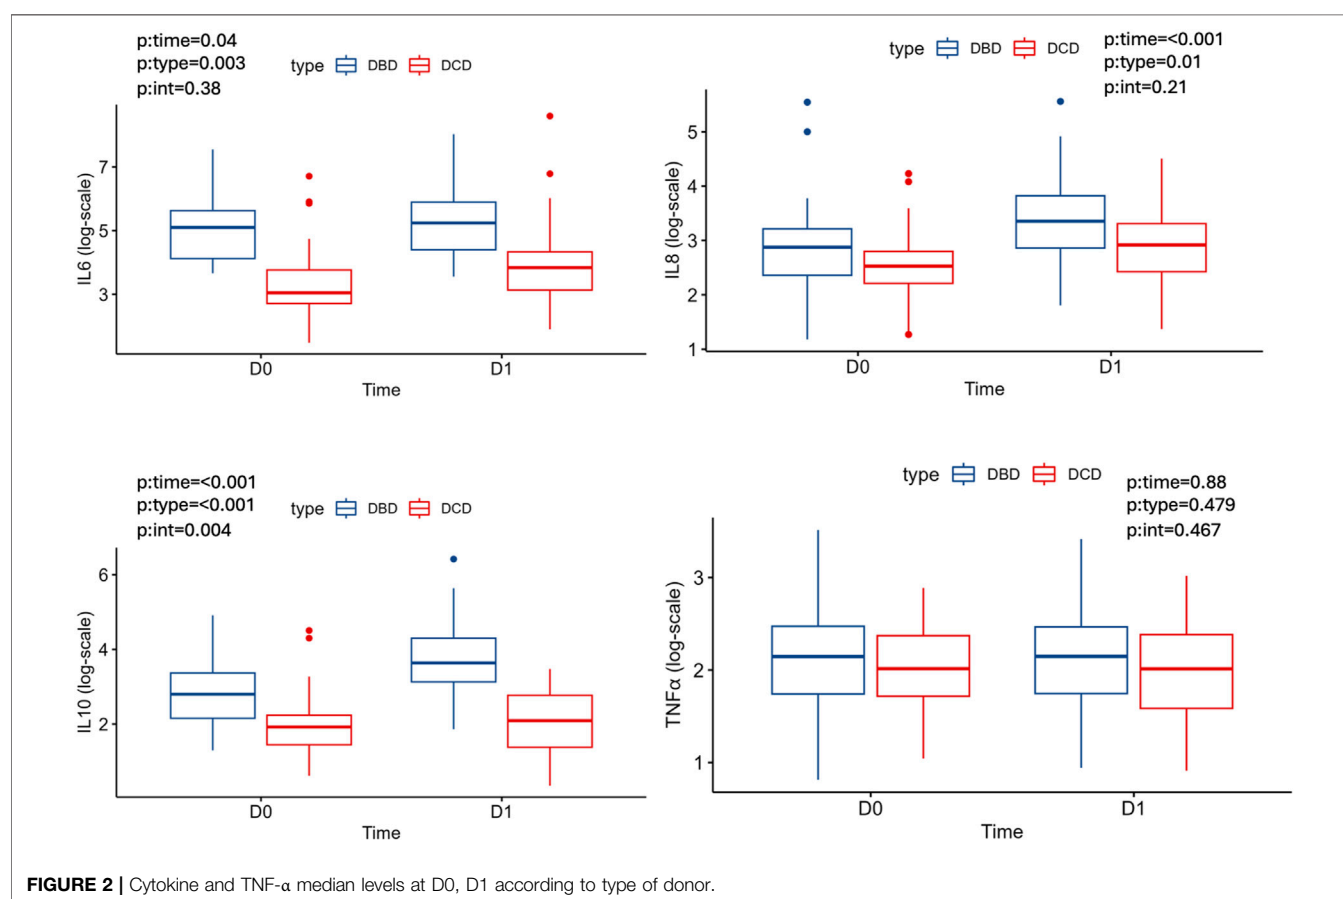 p:time=0.04
p:type=0.003
p:int=0.38
type DBD DCD
7
5
3
IL6 (log-scale)
D0 D1
Time
type DBD DCD
p:time=<0.001
p:type=0.01
p:int=0.21
5
4
3
2
1
IL8 (log-scale)
D0 D1
Time
p:time=<0.001
p:type=<0.001
p:int=0.004
type DBD DCD
6
4
2
IL10 (log-scale)
D0 D1
Time
type DBD DCD
p:time=0.88
p:type=0.479
p:int=0.467
3
2
1
TNFα (log-scale)
D0 D1
Time
FIGURE 2 | Cytokine and TNF-α median levels at D0, D1 according to type of donor.